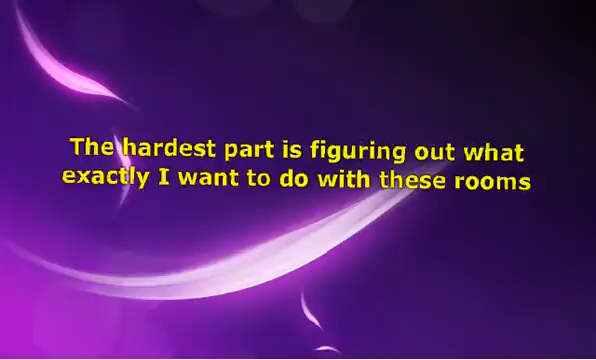 The hardest part is figuring out what
exactly I want to do with these rooms